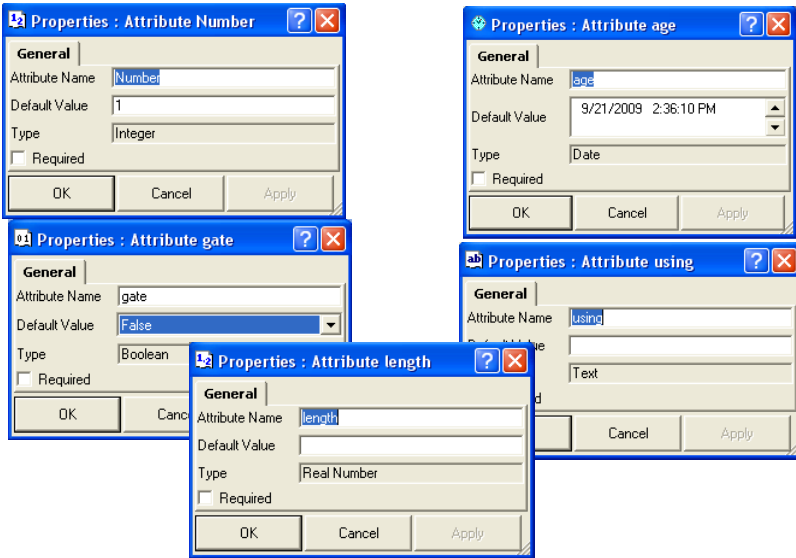 Properties : Attribute Number
General
Attribute Name Number
Default Value 1
Type Integer
Required
OK Cancel Apply
Properties : Attribute age
General
Attribute Name age
Default Value 9/21/2009 2:36:10 PM
Type Date
Required
OK Cancel Apply
Properties : Attribute gate
General
Attribute Name gate
Default Value False
Type Boolean
Required
OK
Properties : Attribute using
General
Attribute Name using
Text
Cancel Apply
Properties : Attribute length
General
Attribute Name length
Default Value
Type Real Number
Required
OK Cancel Apply